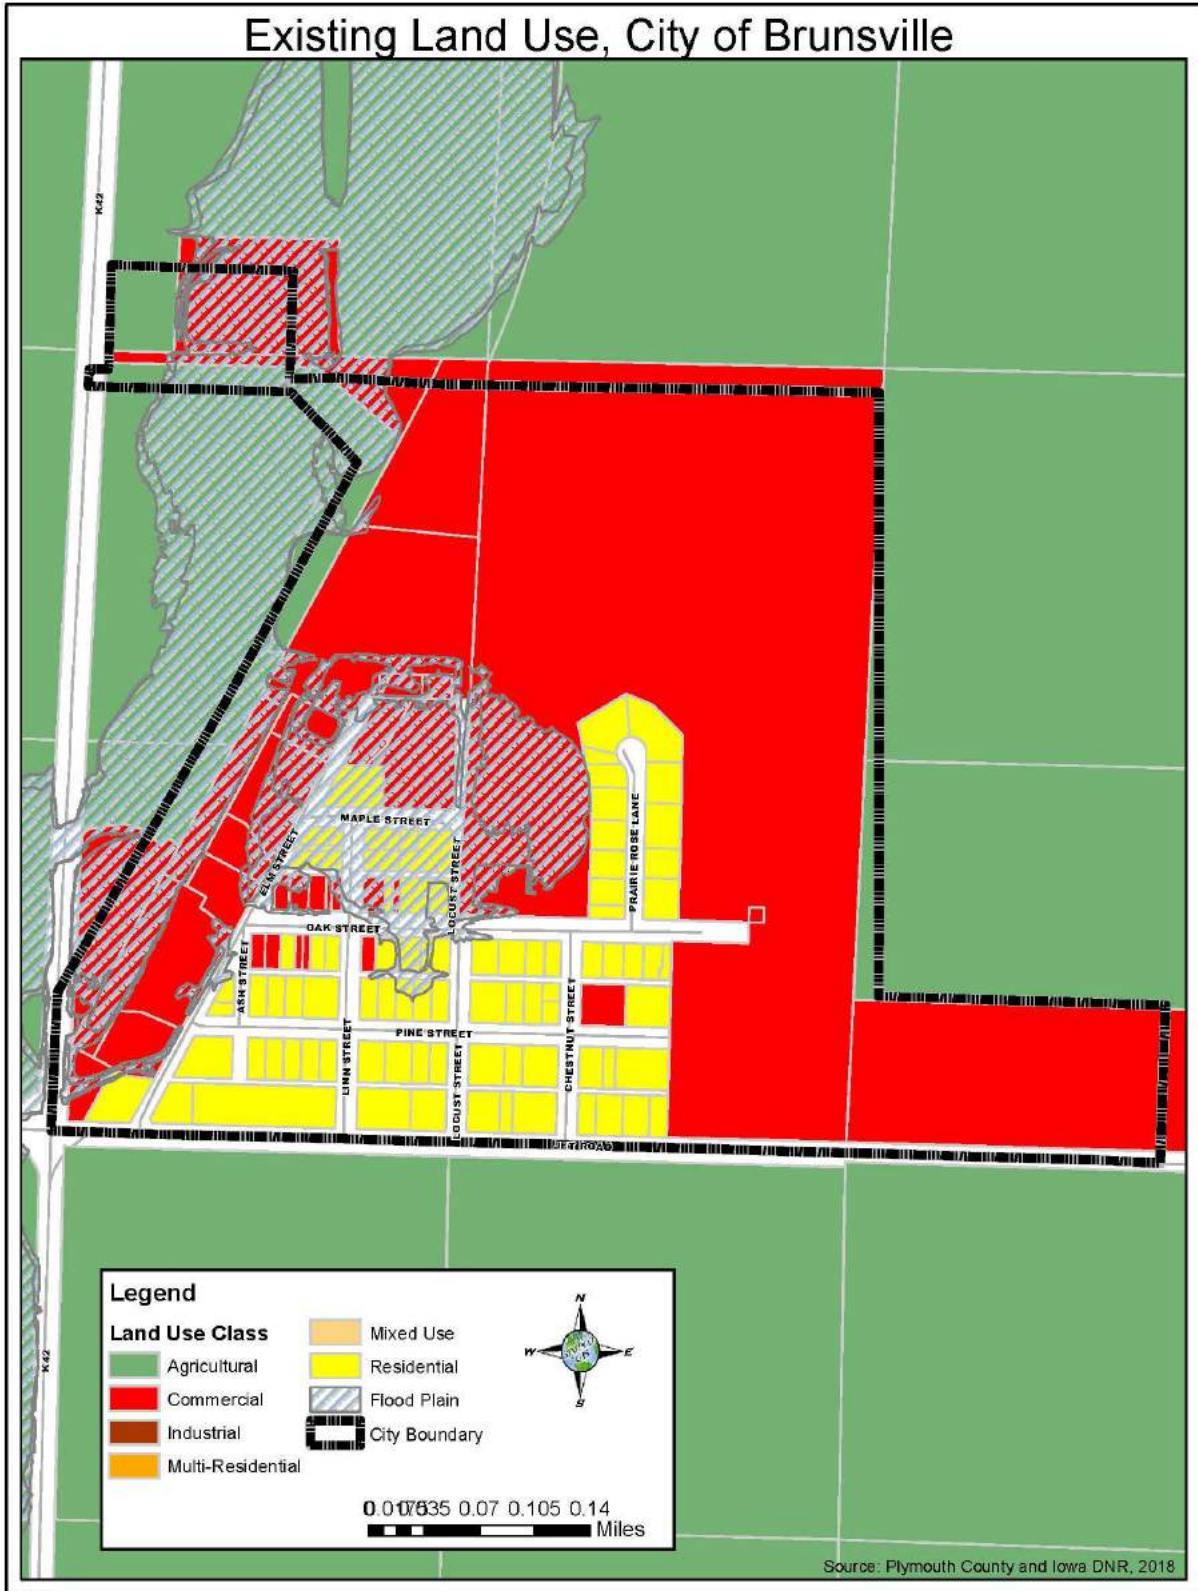 Existing Land Use, City of Brunsville
K42
MAPLE STREET
ELM STREET
LOCUST STREET
PRAIRIE ROSE LANE
OAK STREET
ASH STREET
PINE STREET
LINN STREET
LOCUST STREET
CHESTNUT STREET
K42
Legend
Land Use Class
Agricultural
Commercial
Industrial
Multi-Residential
Mixed Use
Residential
Flood Plain
City Boundary
N
W E
S
0.07 0.105 0.14
Miles
Source: Plymouth County and Iowa DNR, 2018